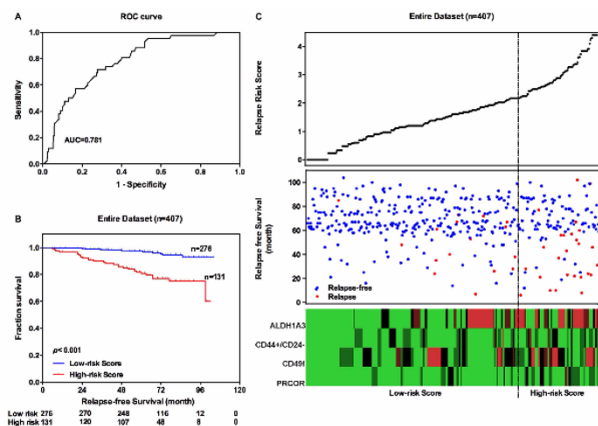 A
ROC curve
Sensitivity
1.0
0.8
0.6
0.4
0.2
0.0
AUC=0.781
0.0 0.2 0.4 0.6 0.8 1.0
1 - Specificity
B
Entire Dataset (n=407)
Fraction survival
1.0
0.8
0.6
0.4
0.2
0.0
n=276
n=131
p< 0.001
Low-risk Score
High-risk Score
0 24 48 72 96 120
Relapse-free Survival (month)
Low risk 276 270 248 116 12 0
High risk 131 120 107 48 8 0
C
Entire Dataset (n=407)
Relapse Risk Score
4
3
2
1
0
Relapse free Survival
(month)
100
80
60
40
20
0
Relapse-free
Relapse
ALDH1A3
CD44+/CD24-
CD49f
PRCOR
Low-risk Score
High-risk Score